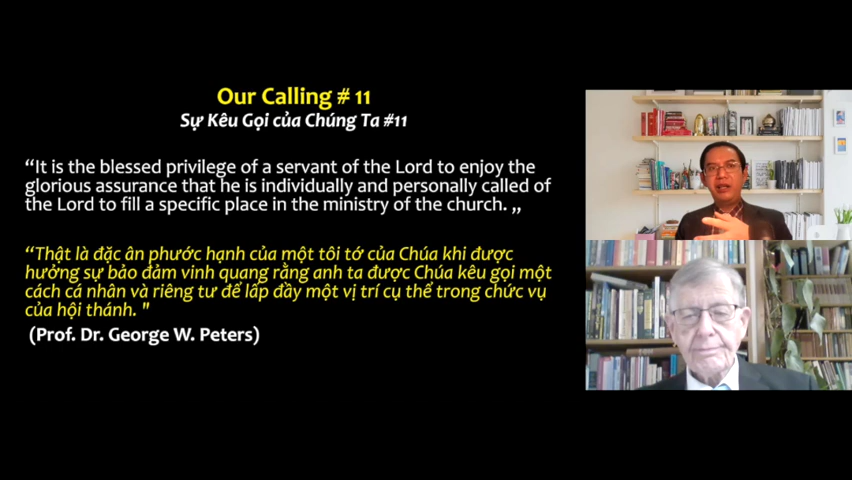 Our Calling # 11
Sự Kêu Gọi của Chúng Ta #11
“It is the blessed privilege of a servant of the Lord to enjoy the
glorious assurance that he is individually and personally called of
the Lord to fill a specific place in the ministry of the church. „
“Thật là đặc ân phước hạnh của một tôi tớ của Chúa khi được
hưởng sự bảo đảm vinh quang rằng anh ta được Chúa kêu gọi một
cách cá nhân và riêng tư để lấp đầy một vị trí cụ thể trong chức vụ
của hội thánh. "
(Prof. Dr. George W. Peters)